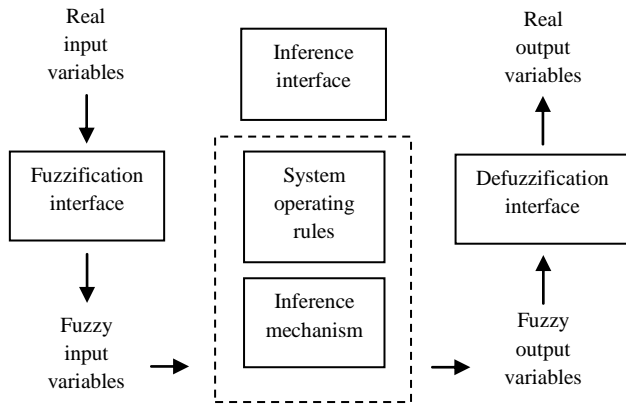 Real
input
variables
Fuzzification
interface
Fuzzy
input
variables
Inference
interface
System
operating
rules
Inference
mechanism
Real
output
variables
Defuzzification
interface
Fuzzy
output
variables